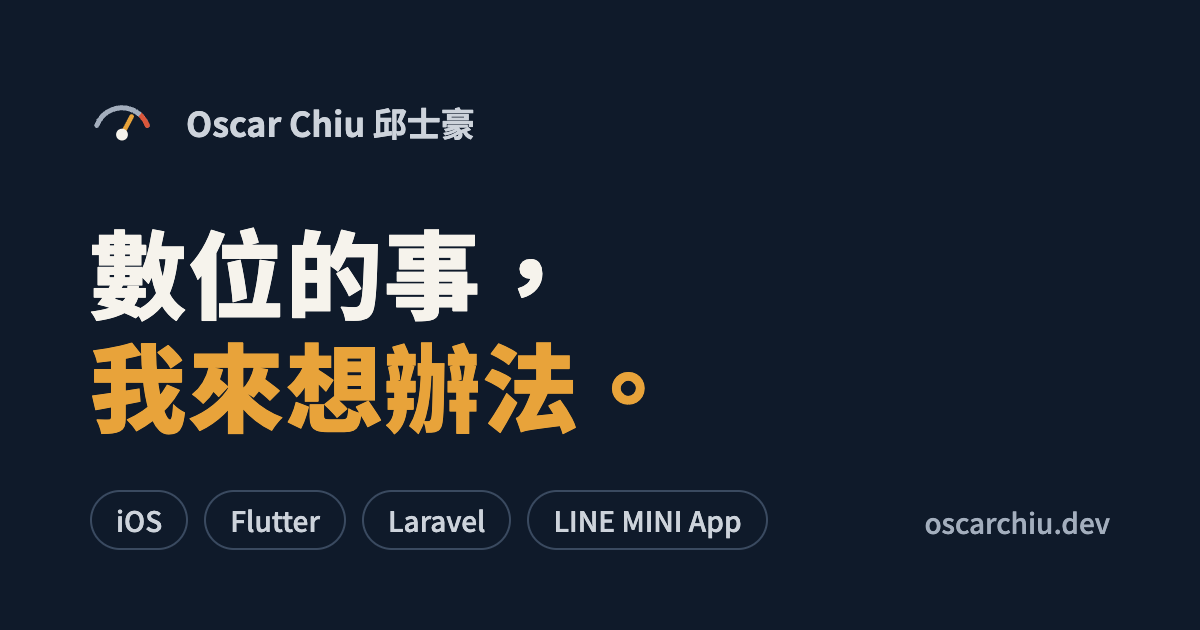 Oscar Chiu 邱士豪
數位的事，
我來想辦法。
iOS Flutter Laravel LINE MINI App
oscarchiu.dev